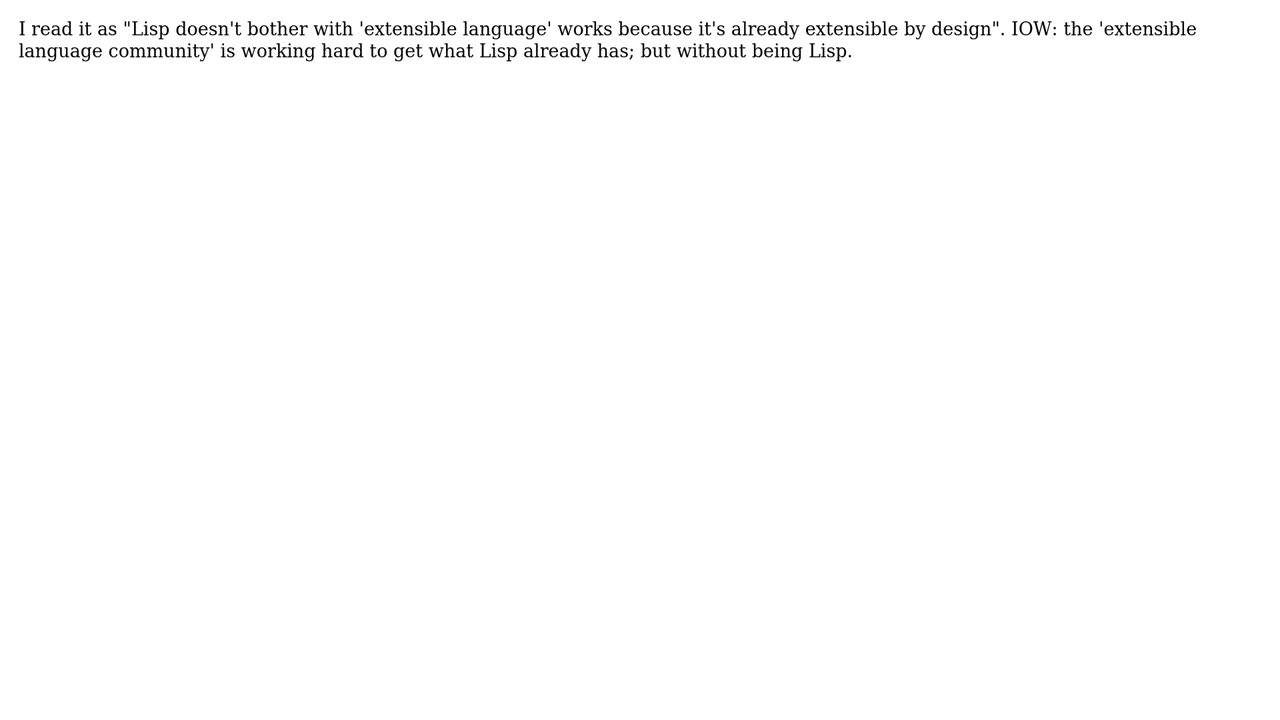 I read it as "Lisp doesn't bother with 'extensible language' works because it's already extensible by design". IOW: the 'extensible
language community' is working hard to get what Lisp already has; but without being Lisp.